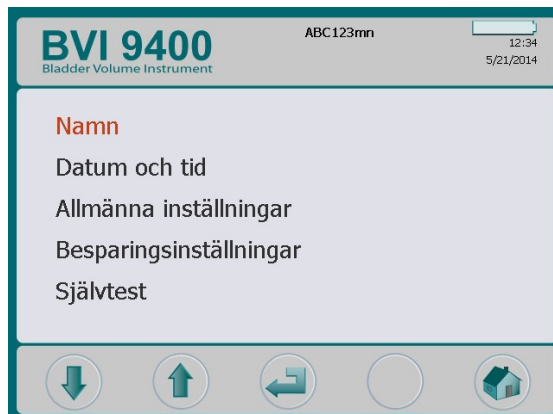 BVI 9400
Bladder Volume Instrument
ABC123mn
12:34
5/21/2014
Namn
Datum och tid
Allmänna inställningar
Besparingsinställningar
Självtest